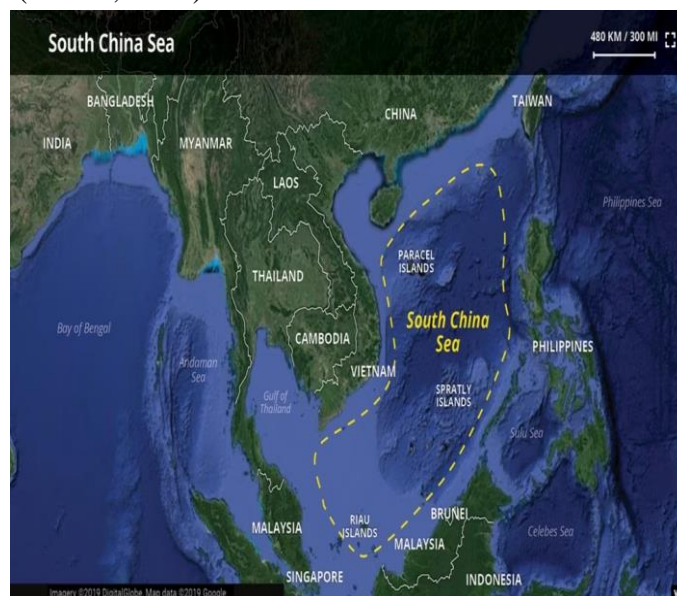 South China Sea
480 KM / 300 MI
BANGLADESH
TAIWAN
CHINA
INDIA
MYANMAR
LAOS
Philippines Sea
PARACEL
ISLANDS
THAILAND
South China
Sea
Bay of Bengal
CAMBODIA
PHILIPPINES
Andaman
Sea
VIETNAM
SPRATLY
ISLANDS
Gulf of
Thailand
Sulu Sea
BRUNEI
RIAU
ISLANDS
MALAYSIA
Celebes Sea
MALAYSIA
SINGAPORE
INDONESIA
Imagery ©2019 DigitalGlobe, Map data ©2019 Google